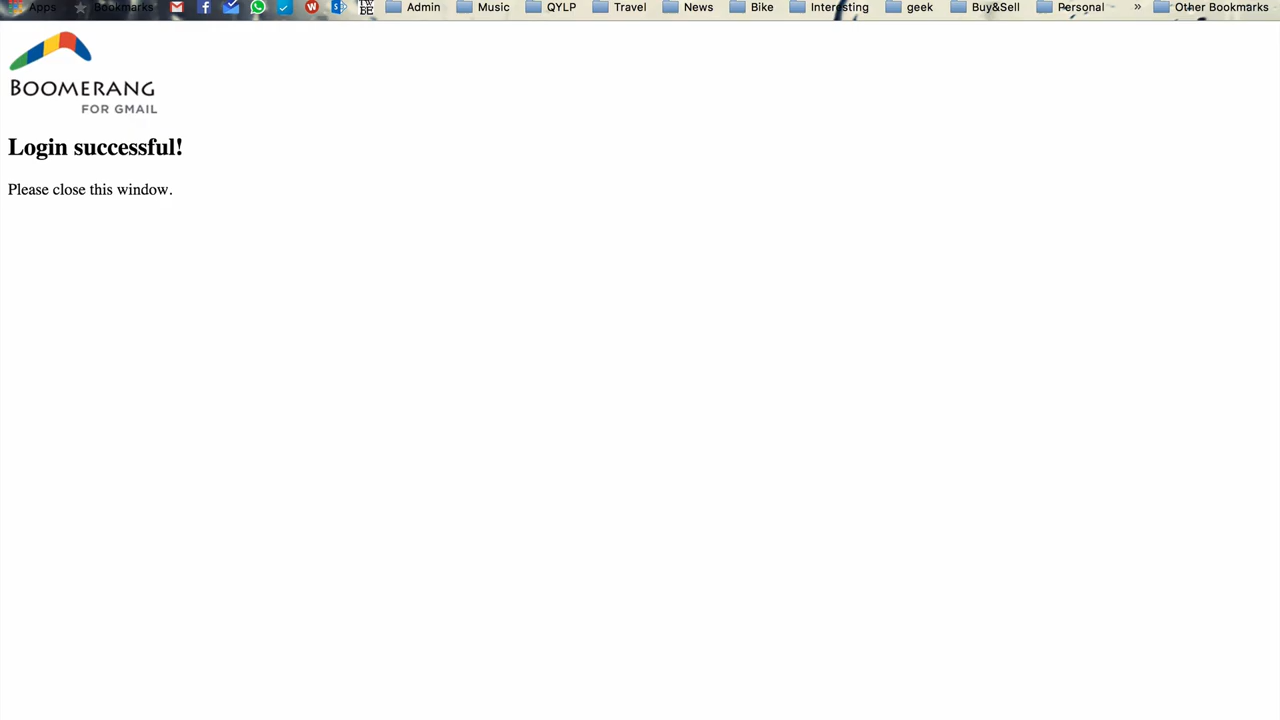 Apps Bookmarks Admin Music QYLP Travel News Bike Interesting geek Buy&Sell Personal » Other Bookmarks
BOOMERANG
FOR GMAIL
Login successful!
Please close this window.